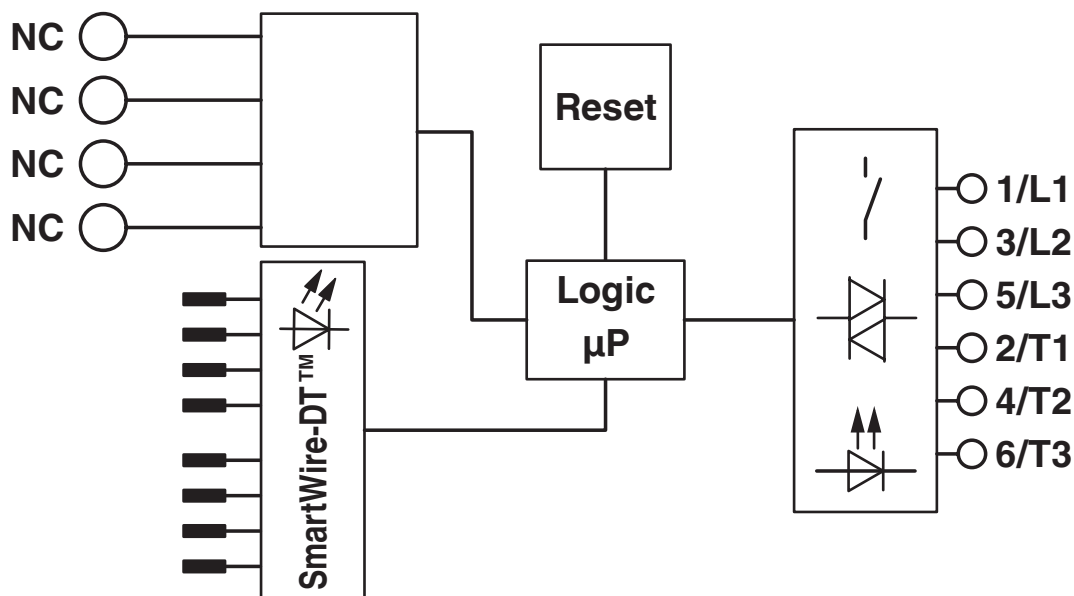 NC
NC
NC
NC
Reset
Logic
µP
SmartWire-DT™
1/L1
3/L2
5/L3
2/T1
4/T2
6/T3